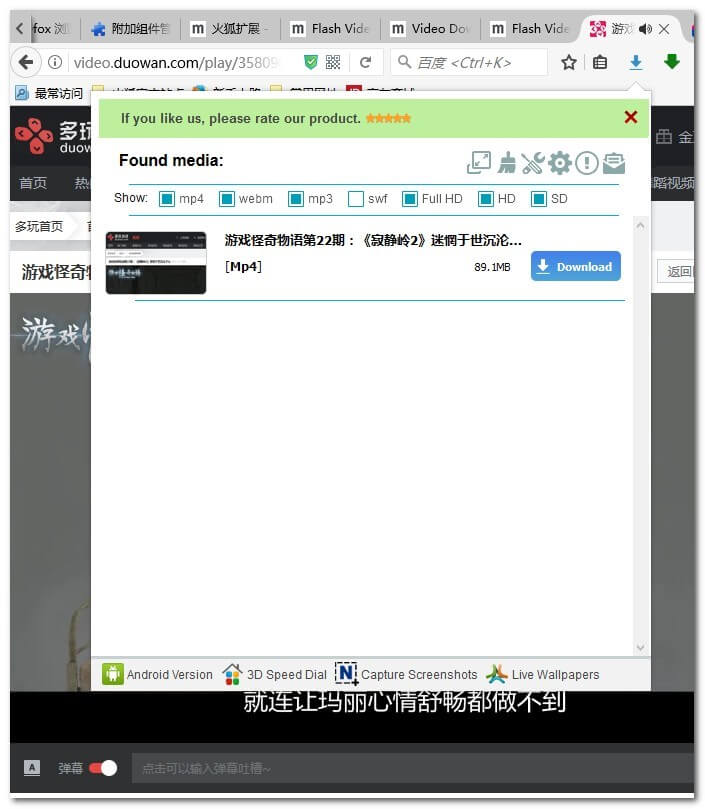 fox 浏
附加组件管
火狐扩展 -
Flash Vide
Video Dow
Flash Vide
游戏
video.duowan.com/play/35809
百度 <Ctrl+K>
最常访问
If you like us, please rate our product.
多玩
duow
Found media:
首页
Show: mp4 webm mp3 swf Full HD HD SD
蹈视频
多玩首页
游戏怪奇物语第22期：《寂静岭2》迷惘于世沉沦...
[Mp4] 89.1MB Download
游戏怪奇物
返回
游戏
Android Version 3D Speed Dial Capture Screenshots Live Wallpapers
就连让玛丽心情舒畅都做不到
A 弹幕 点击可以输入弹幕吐槽~